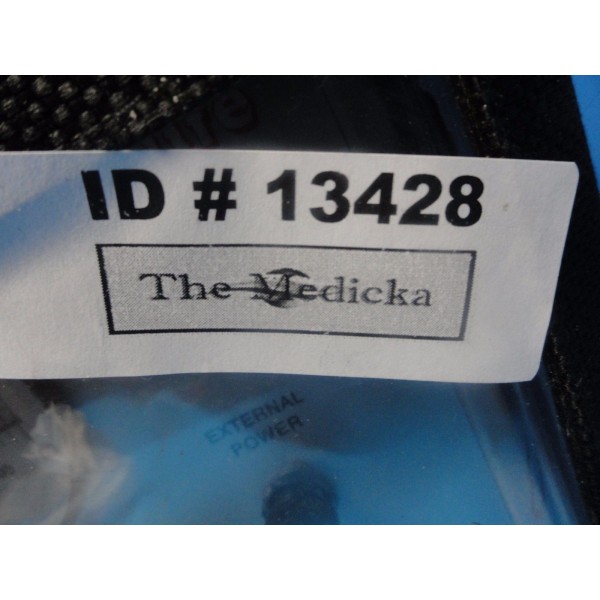 ID # 13428
The Medicka
EXTERNAL
POWER